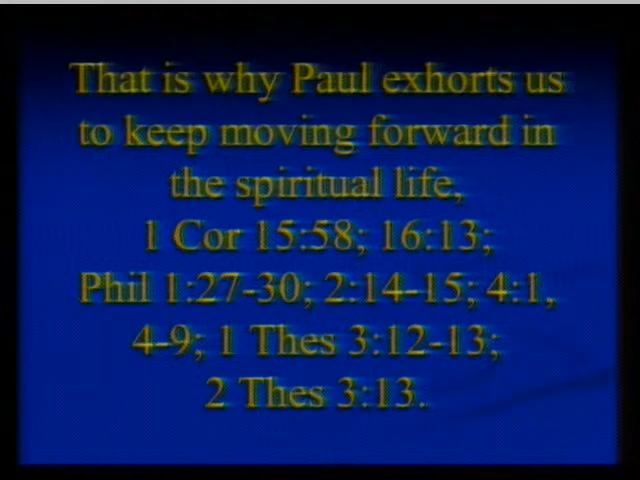 That is why Paul exhorts us
to keep moving forward in
the spiritual life,
1 Cor 15:58; 16:13;
Phil 1:27-30; 2:14-15; 4:1,
4-9; 1 Thes 3:12-13;
2 Thes 3:13.